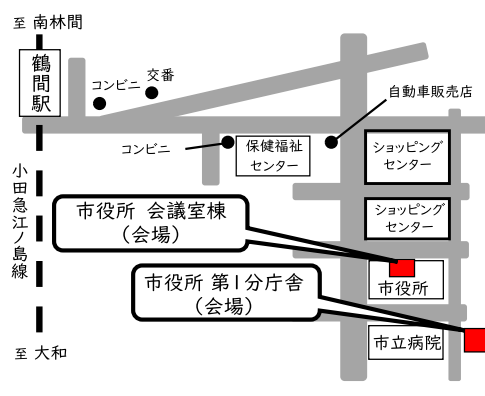 至 南林間
鶴間駅
コンビニ
交番
自動車販売店
コンビニ
保健福祉
センター
ショッピング
センター
小田急江ノ島線
市役所 会議室棟
(会場)
ショッピング
センター
市役所 第1分庁舎
(会場)
市役所
市立病院
至 大和